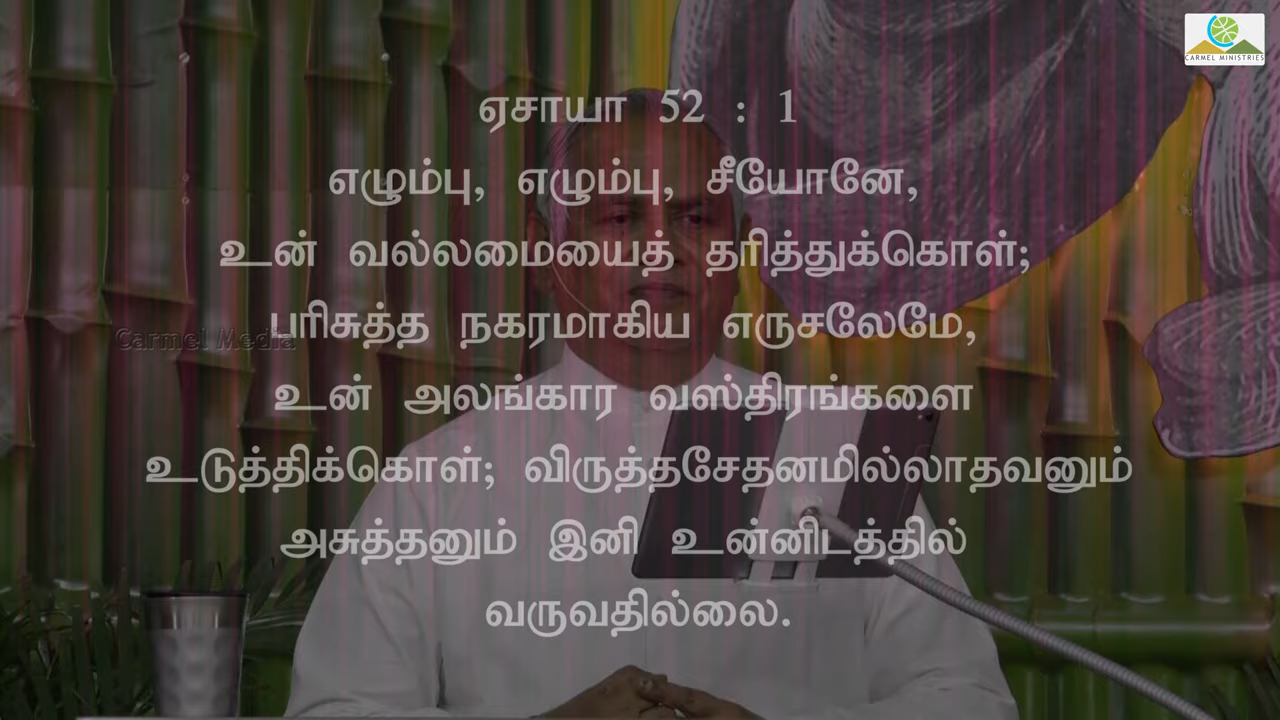 CARMEL MINISTRIES
ஏசாயா 52 : 1
எழும்பு, எழும்பு, சீயோனே,
உன் வல்லமையைத் தரித்துக்கொள்;
பரிசுத்த நகரமாகிய எருசலேமே,
Carmel Media
உன் அலங்கார வஸ்திரங்களை
உடுத்திக்கொள்; விருத்தசேதனமில்லாதவனும்
அசுத்தனும் இனி உன்னிடத்தில்
வருவதில்லை.